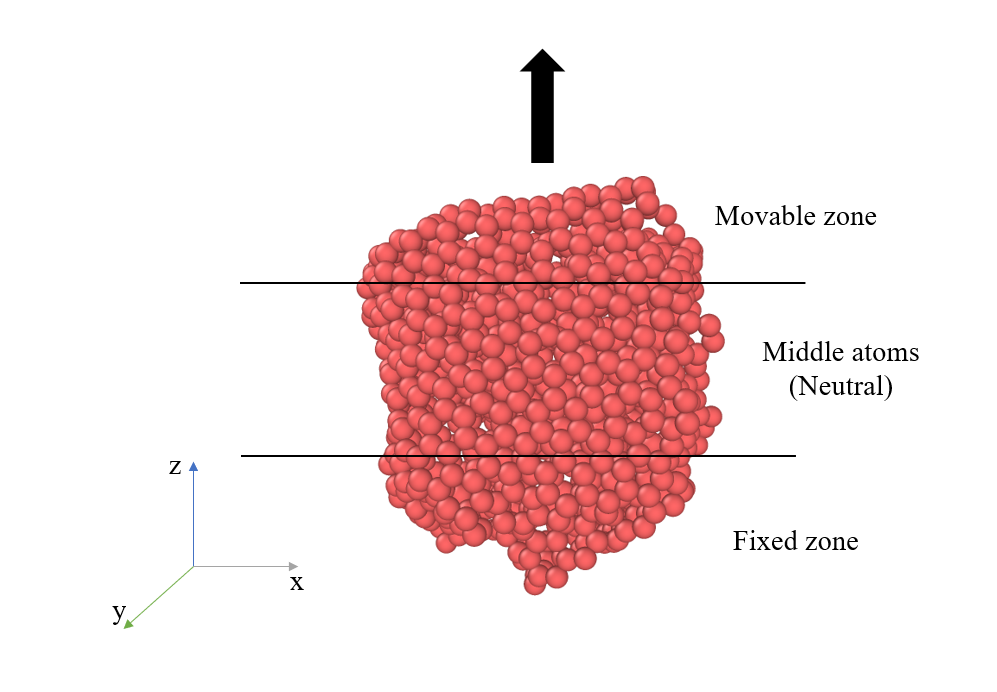 Movable zone
Middle atoms
(Neutral)
z
Fixed zone
x
y